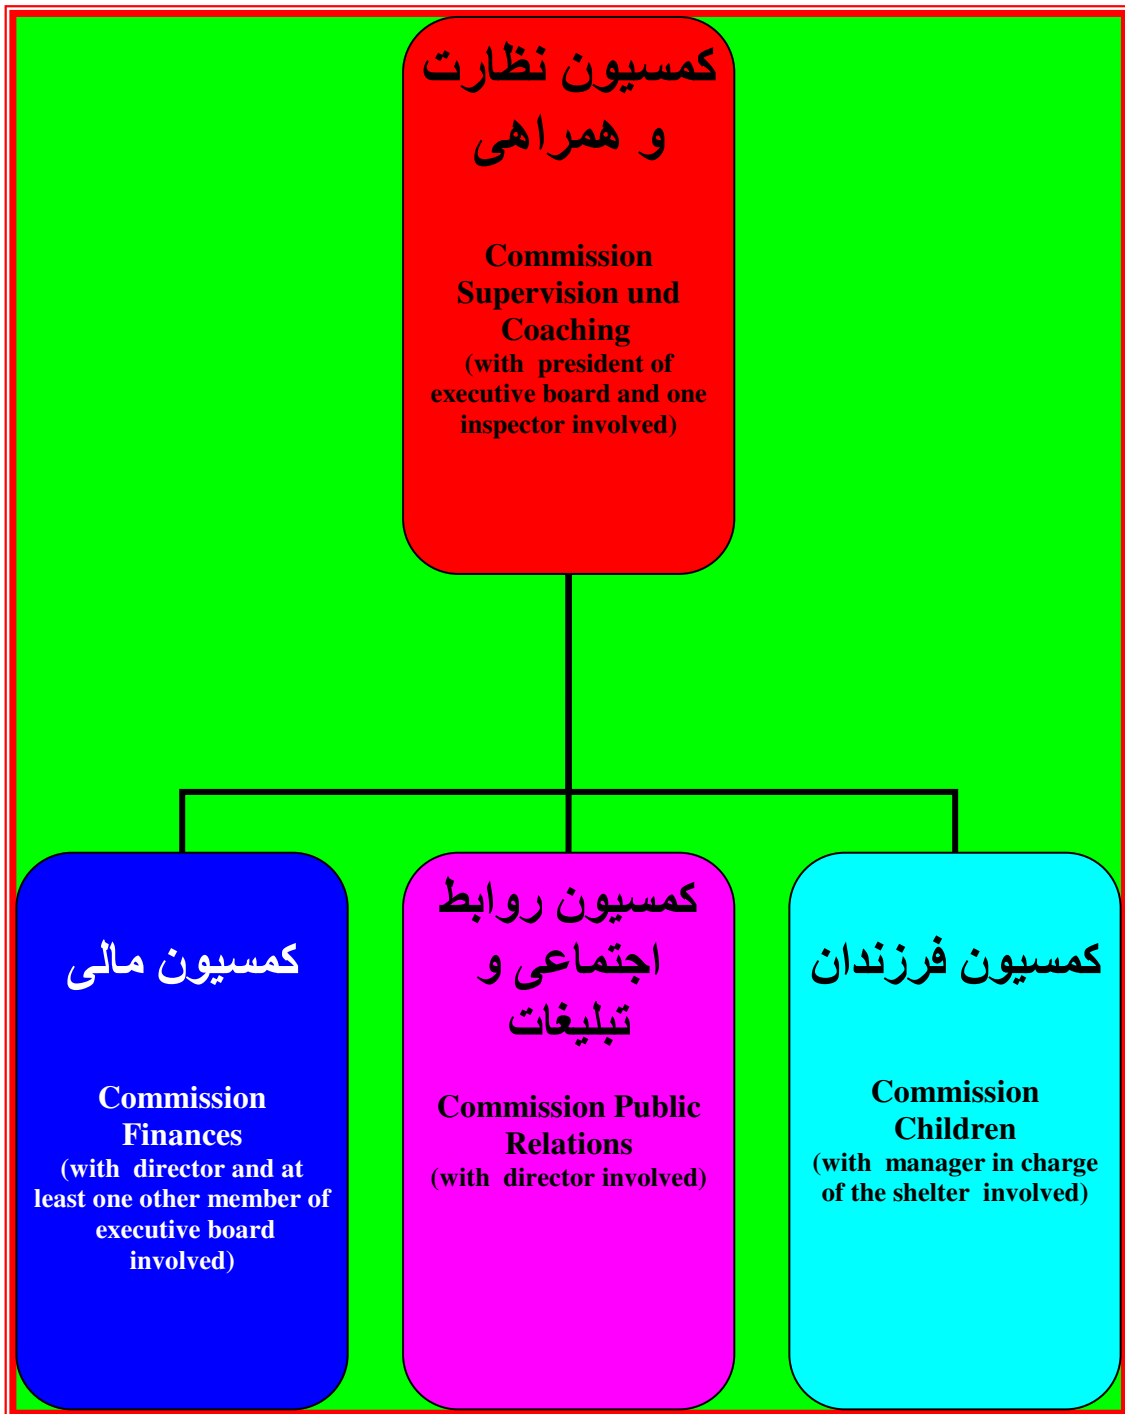 کمسیون نظارت
و همراهی
Commission
Supervision und
Coaching
(with president of
executive board and one
inspector involved)
کمسیون مالی
Commission
Finances
(with director and at
least one other member of
executive board
involved)
کمسیون روابط
اجتماعی و
تبلیغات
Commission Public
Relations
(with director involved)
کمسیون فرزندان
Commission
Children
(with manager in charge
of the shelter involved)